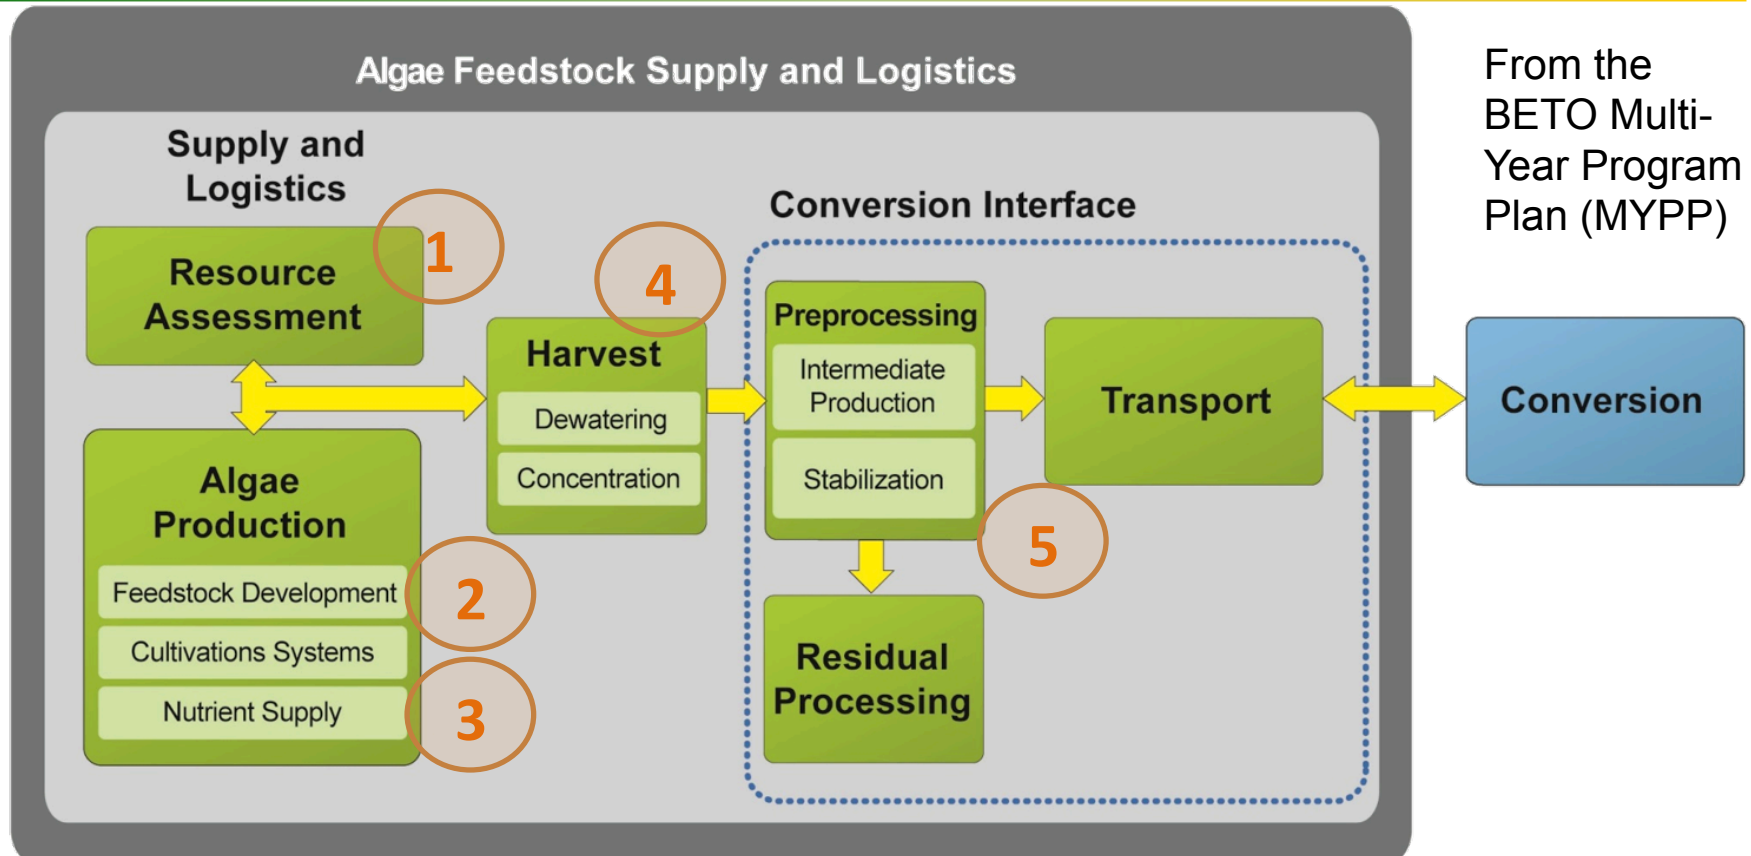 Algae Feedstock Supply and Logistics
From the
BETO Multi-
Year Program
Plan (MYPP)
Supply and
Logistics
Conversion Interface
Resource
Assessment
1
4
Harvest
Dewatering
Concentration
Preprocessing
Intermediate
Production
Stabilization
Transport
Conversion
Algae
Production
Feedstock Development
Cultivations Systems
Nutrient Supply
2
3
5
Residual
Processing